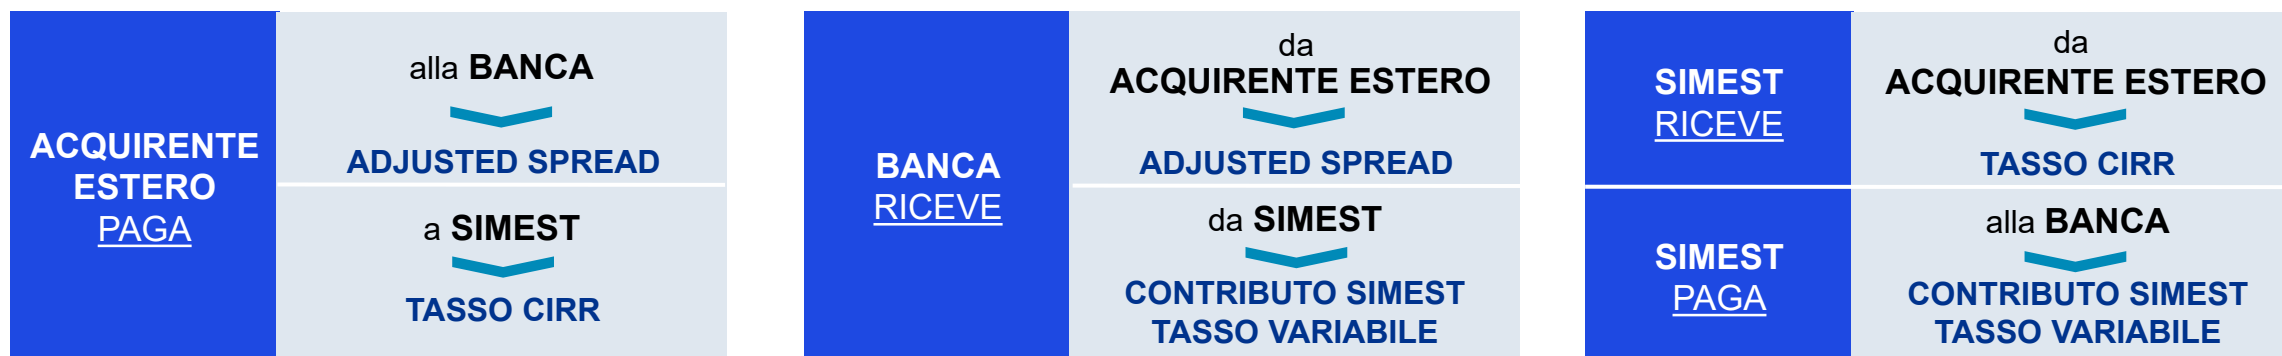 ACQUIRENTE
ESTERO
PAGA
alla BANCA
ADJUSTED SPREAD
a SIMEST
TASSO CIRR
BANCA
RICEVE
da
ACQUIRENTE ESTERO
ADJUSTED SPREAD
da SIMEST
CONTRIBUTO SIMEST
TASSO VARIABILE
SIMEST
RICEVE
da
ACQUIRENTE ESTERO
TASSO CIRR
SIMEST
PAGA
alla BANCA
CONTRIBUTO SIMEST
TASSO VARIABILE